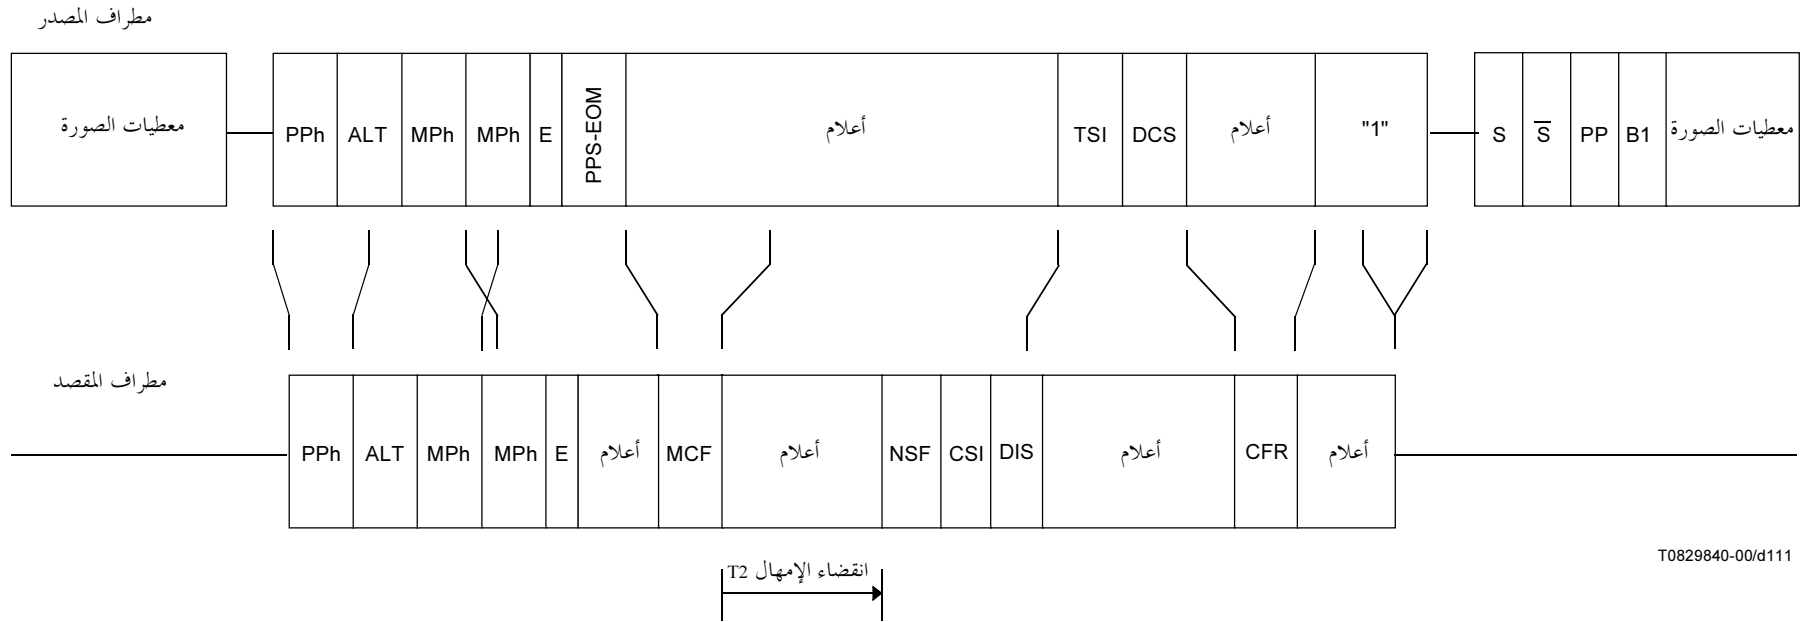 مطراف المصدر
معطيات الصورة
PPh
ALT
MPh
MPh
E
PPS-EOM
أعلام
TSI
DCS
أعلام
"1"
S
S̅
PP
B1
معطيات الصورة
مطراف المقصد
PPh
ALT
MPh
MPh
E
أعلام
MCF
أعلام
NSF
CSI
DIS
أعلام
CFR
أعلام
انقضاء الإمهال T2
T0829840-00/d111